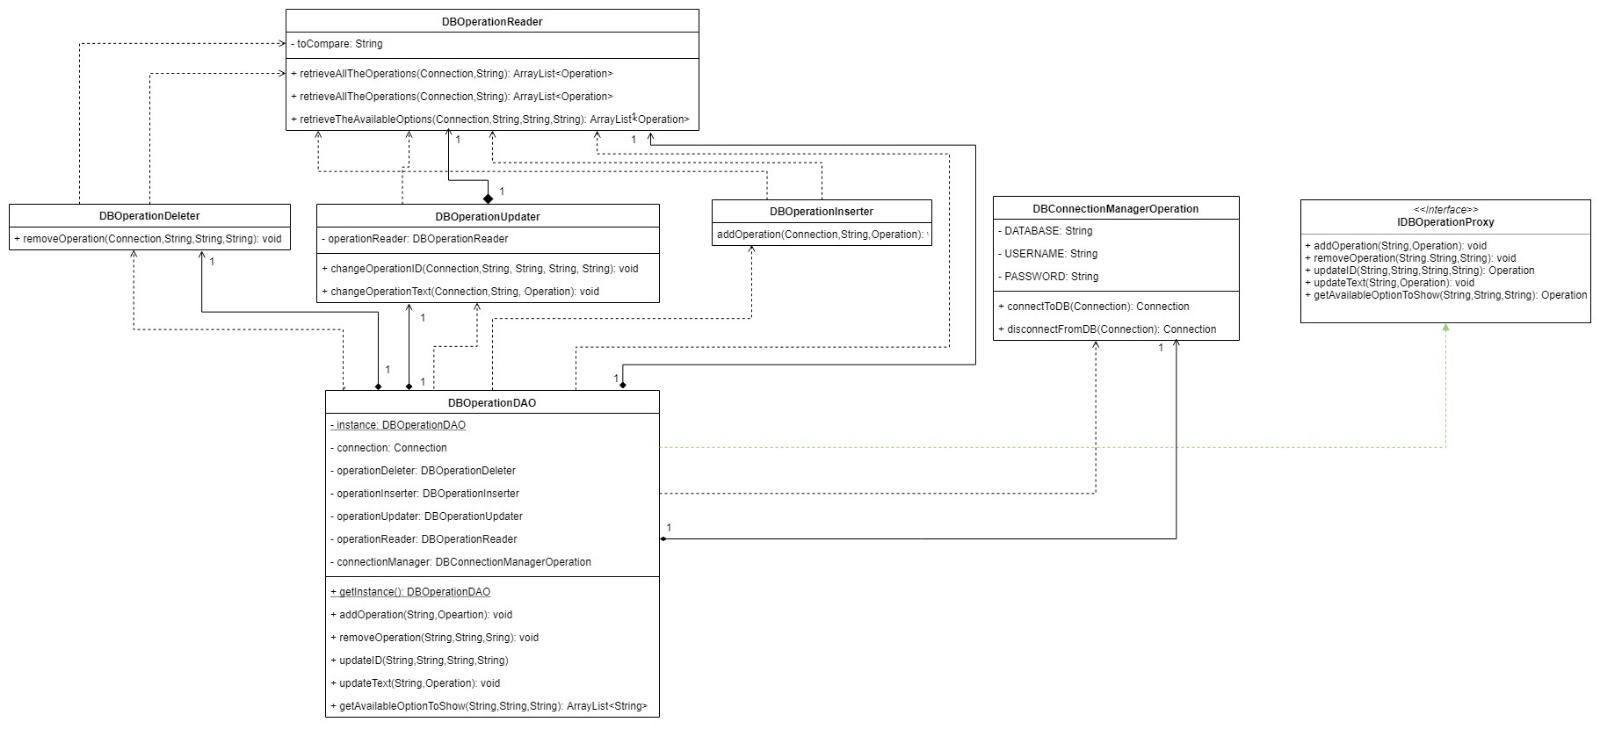 DBOperationReader
- toCompare: String
+ retrieveAllTheOperations(Connection,String): ArrayList<Operation>
+ retrieveAllTheOperations(Connection,String): ArrayList<Operation>
+ retrieveTheAvailableOptions(Connection,String,String,String): ArrayList<Operation>
1
1
1
1
DBOperationDeleter
+ removeOperation(Connection,String,String,String): void
1
DBOperationUpdater
- operationReader: DBOperationReader
+ changeOperationID(Connection,String, String, String, String): void
+ changeOperationText(Connection,String, Operation): void
1
DBOperationInserter
addOperation(Connection,String,Operation):
DBConnectionManagerOperation
- DATABASE: String
- USERNAME: String
- PASSWORD: String
+ connectToDB(Connection): Connection
+ disconnectFromDB(Connection): Connection
1
<<Interface>>
IDBOperationProxy
+ addOperation(String,Operation): void
+ removeOperation(String.String,String): void
+ updateID(String,String,String,String): Operation
+ updateText(String,Operation): void
+ getAvailableOptionToShow(String,String,String): Operation
1
1
1
DBOperationDAO
- instance: DBOperationDAO
- connection: Connection
- operationDeleter: DBOperationDeleter
- operationInserter: DBOperationInserter
- operationUpdater: DBOperationUpdater
- operationReader: DBOperationReader
- connectionManager: DBConnectionManagerOperation
1
+ getInstance(): DBOperationDAO
+ addOperation(String,Opeartion): void
+ removeOperation(String,String,Sring): void
+ updateID(String,String,String,String)
+ updateText(String,Operation): void
+ getAvailableOptionToShow(String,String,String): ArrayList<String>